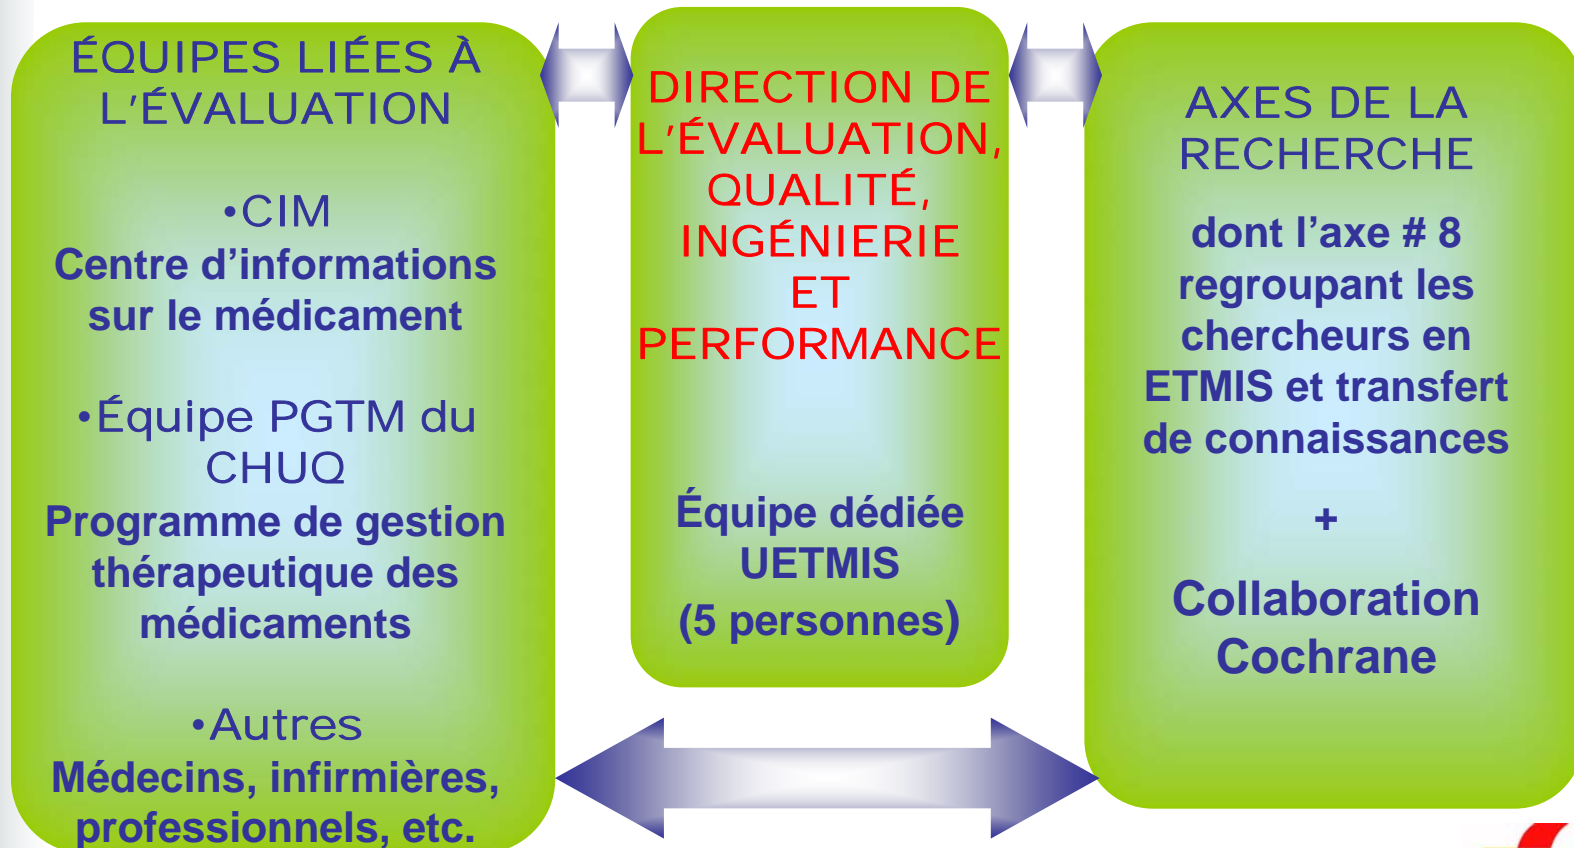 ÉQUIPES LIÉES À
L'ÉVALUATION
•CIM
Centre d'informations
sur le médicament
•Équipe PGTM du
CHUQ
Programme de gestion
thérapeutique des
médicaments
•Autres
Médecins, infirmières,
professionnels, etc.
DIRECTION DE
L'ÉVALUATION,
QUALITÉ,
INGÉNIERIE
ET
PERFORMANCE
Équipe dédiée
UETMIS
(5 personnes)
AXES DE LA
RECHERCHE
dont l'axe # 8
regroupant les
chercheurs en
ETMIS et transfert
de connaissances
+
Collaboration
Cochrane